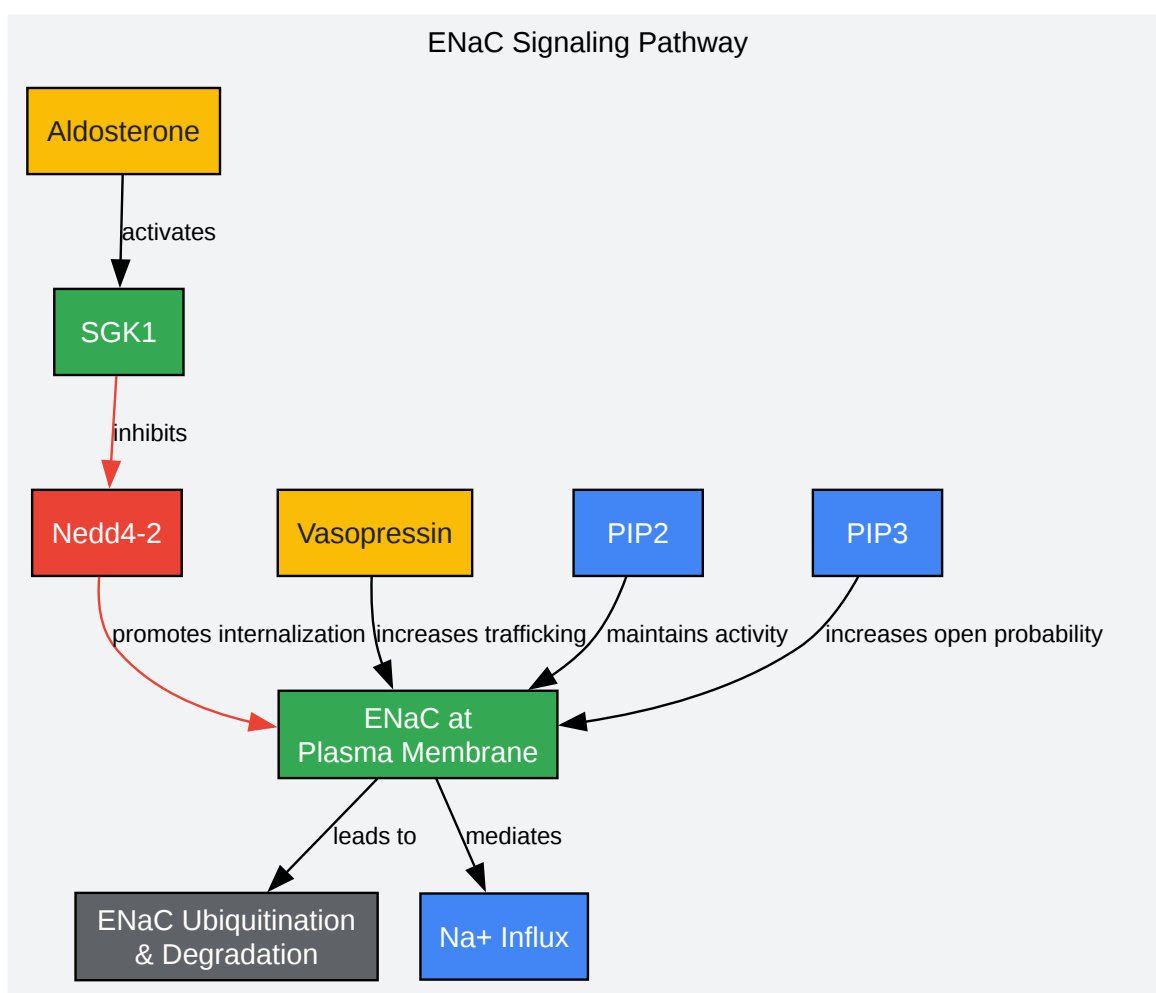 ENaC Signaling Pathway
Aldosterone
activates
SGK1
inhibits
Nedd4-2
Vasopressin
PIP2
PIP3
promotes internalization
increases trafficking
maintains activity
increases open probability
ENaC at
Plasma Membrane
leads to
mediates
ENaC Ubiquitination
& Degradation
Na+ Influx